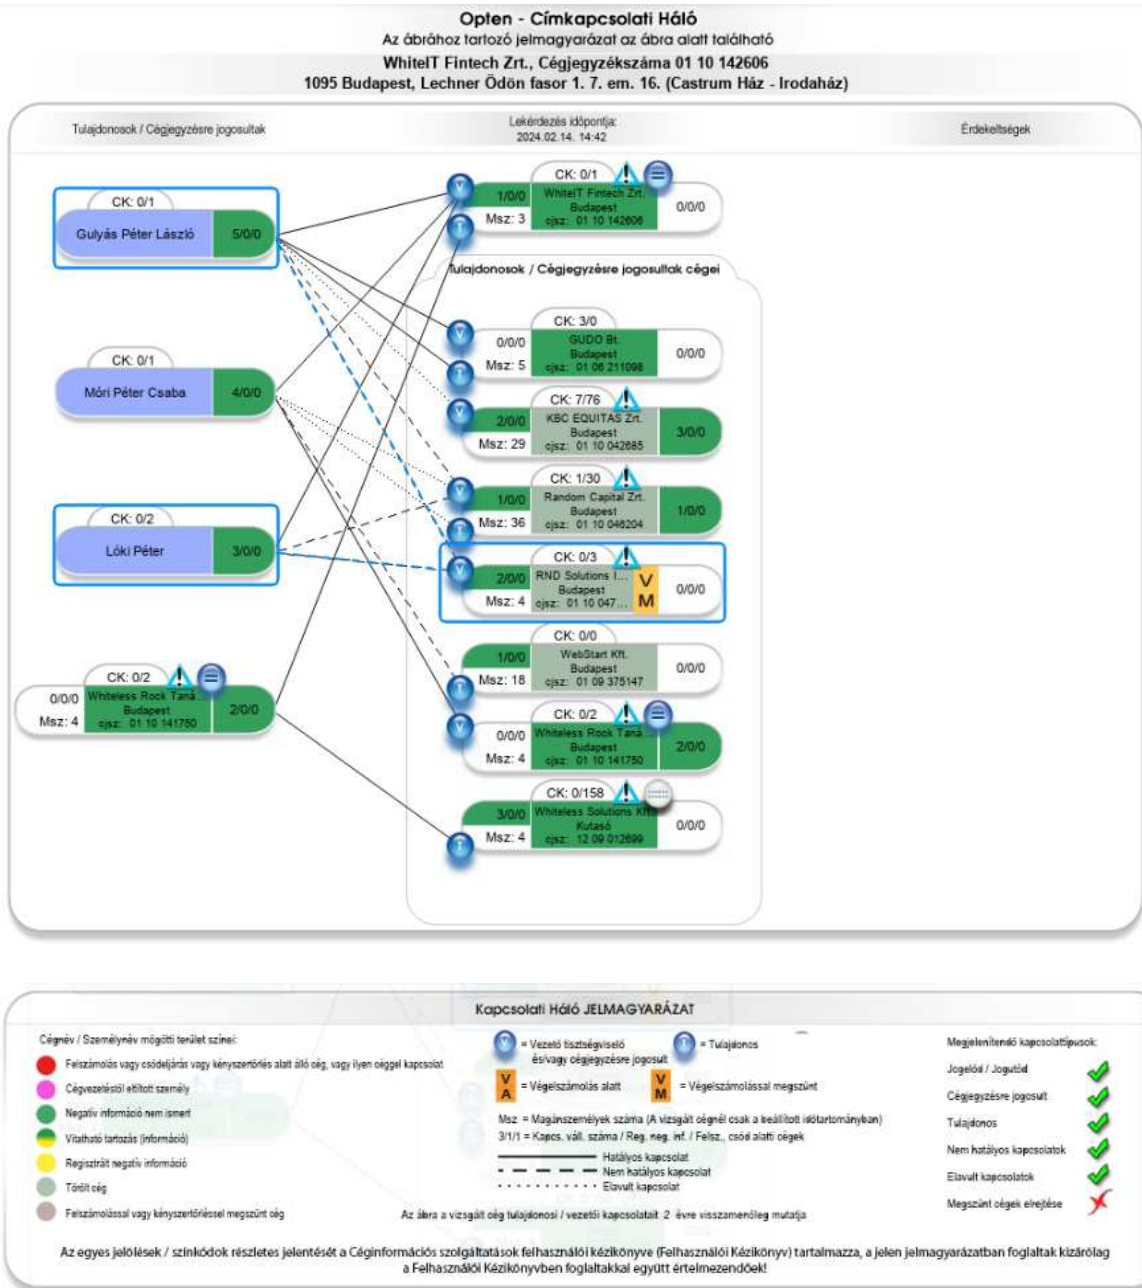 Opten - Címkapcsolati Háló
Az ábrához tartozó jelmagyarázat az ábra alatt található
WhiteIT Fintech Zrt., Cégjegyzékszáma 01 10 142606
1095 Budapest, Lechner Ödön fasor 1. 7. em. 16. (Castrum Ház - Irodaház)
Tulajdonosok / Cégjegyzésre jogosultak
Lekérdezés időpontja:
2024.02.14. 14:42
Érdekeltségek
CK: 0/1
Gulyás Péter László 5/0/0
CK: 0/1
Móri Péter Csaba 4/0/0
CK: 0/2
Lóki Péter 3/0/0
CK: 0/2
0/0/0 Whiteless Rock Taná...
Budapest 2/0/0
Msz: 4 cjsz: 01 10 141750
CK: 0/1
V 1/0/0 WhiteIT Fintech Zrt.
Budapest 0/0/0
T Msz: 3 cjsz: 01 10 142606
Tulajdonosok / Cégjegyzésre jogosultak cégei
CK: 3/0
V 0/0/0 GUDO Bt.
Budapest 0/0/0
T Msz: 5 cjsz: 01 06 211098
CK: 7/76
V 2/0/0 KBC EQUITAS Zrt.
Budapest 3/0/0
Msz: 29 cjsz: 01 10 042685
CK: 1/30
V 1/0/0 Random Capital Zrt.
Budapest 1/0/0
T Msz: 36 cjsz: 01 10 046204
CK: 0/3
V 2/0/0 RND Solutions I... V
Budapest 0/0/0
Msz: 4 cjsz: 01 10 047... M
CK: 0/0
1/0/0 WebStart Kft.
Budapest 0/0/0
T Msz: 18 cjsz: 01 09 375147
CK: 0/2
V 0/0/0 Whiteless Rock Taná...
Budapest 2/0/0
Msz: 4 cjsz: 01 10 141750
CK: 0/158
3/0/0 Whiteless Solutions Kft.
Kutasó 0/0/0
T Msz: 4 cjsz: 12 09 012699
Kapcsolati Háló JELMAGYARÁZAT
Cégnév / Személynév mögötti terület színei:
Felszámolás vagy csődeljárás vagy kényszertörlés alatt álló cég, vagy ilyen céggel kapcsolat
Cégvezetéstől eltiltott személy
Negatív információ nem ismert
Vitatható tartozás (információ)
Regisztrált negatív információ
Törölt cég
Felszámolással vagy kényszertörléssel megszűnt cég
V = Vezető tisztségviselő
és/vagy cégjegyzésre jogosult
T = Tulajdonos
V A = Végelszámolás alatt
V M = Végelszámolással megszűnt
Msz = Magánszemélyek száma (A vizsgált cégnél csak a beállított időtartományban)
3/1/1 = Kapcs. váll. száma / Reg. neg. inf. / Felsz., csőd alatti cégek
Hatályos kapcsolat
Nem hatályos kapcsolat
Elavult kapcsolat
Az ábra a vizsgált cég tulajdonosi / vezetői kapcsolatait 2 évre visszamenőleg mutatja
Megjelenítendő kapcsolattípusok:
Jogelőd / Jogutód
Cégjegyzésre jogosult
Tulajdonos
Nem hatályos kapcsolatok
Elavult kapcsolatok
Megszűnt cégek elrejtése
Az egyes jelölések / színkódok részletes jelentését a Céginformációs szolgáltatások felhasználói kézikönyve (Felhasználói Kézikönyv) tartalmazza, a jelen jelmagyarázatban foglaltak kizárólag
a Felhasználói Kézikönyvben foglaltakkal együtt értelmezendőek!